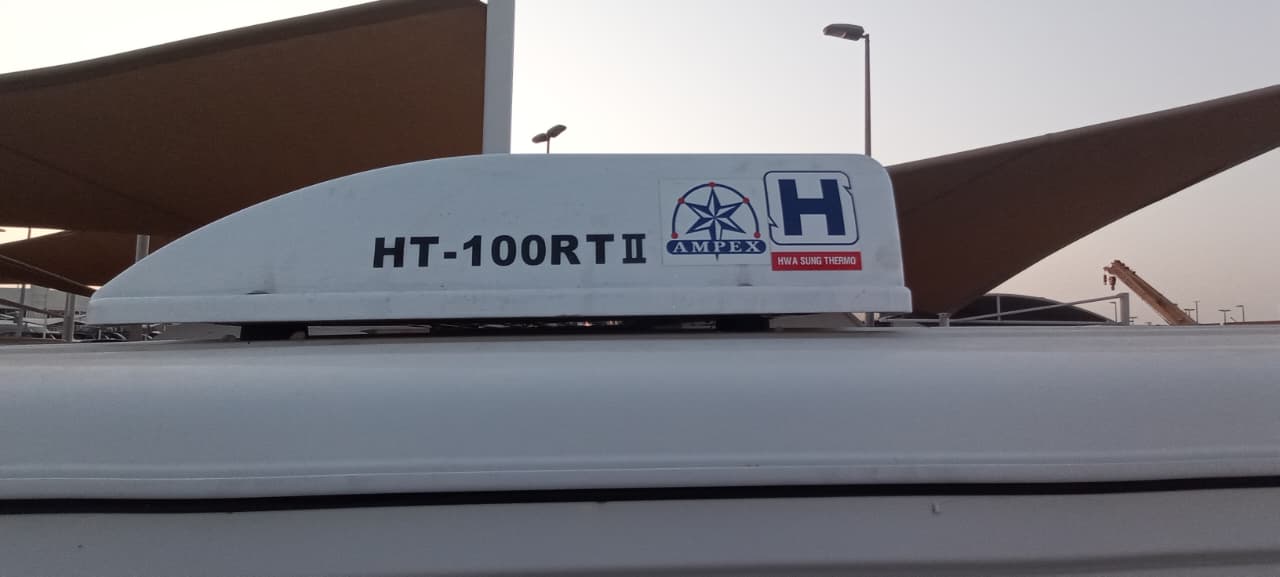 HT-100RTⅡ
AMPEX
H
HWA SUNG THERMO